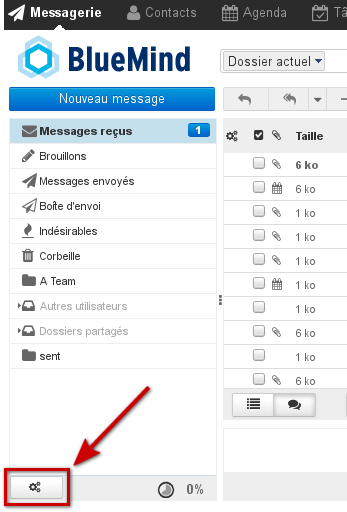 Messagerie Contacts Agenda Tâ
BlueMind
Dossier actuel
Nouveau message
Messages reçus 1
Taille
Brouillons
6 ko
Messages envoyés
6 ko
Boîte d'envoi
1 ko
Indésirables
1 ko
Corbeille
1 ko
A Team
1 ko
Autres utilisateurs
1 ko
Dossiers partagés
6 ko
sent
1 ko
6 ko
0%